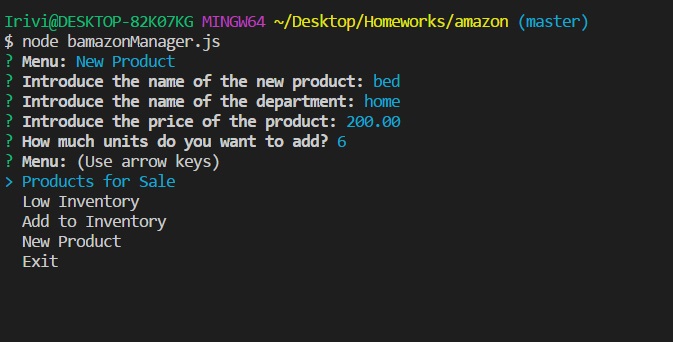 Irivi@DESKTOP-82K07KG MINGW64 ~/Desktop/Homeworks/amazon (master)
$ node bamazonManager.js
? Menu: New Product
? Introduce the name of the new product: bed
? Introduce the name of the department: home
? Introduce the price of the product: 200.00
? How much units do you want to add? 6
? Menu: (Use arrow keys)
> Products for Sale
Low Inventory
Add to Inventory
New Product
Exit